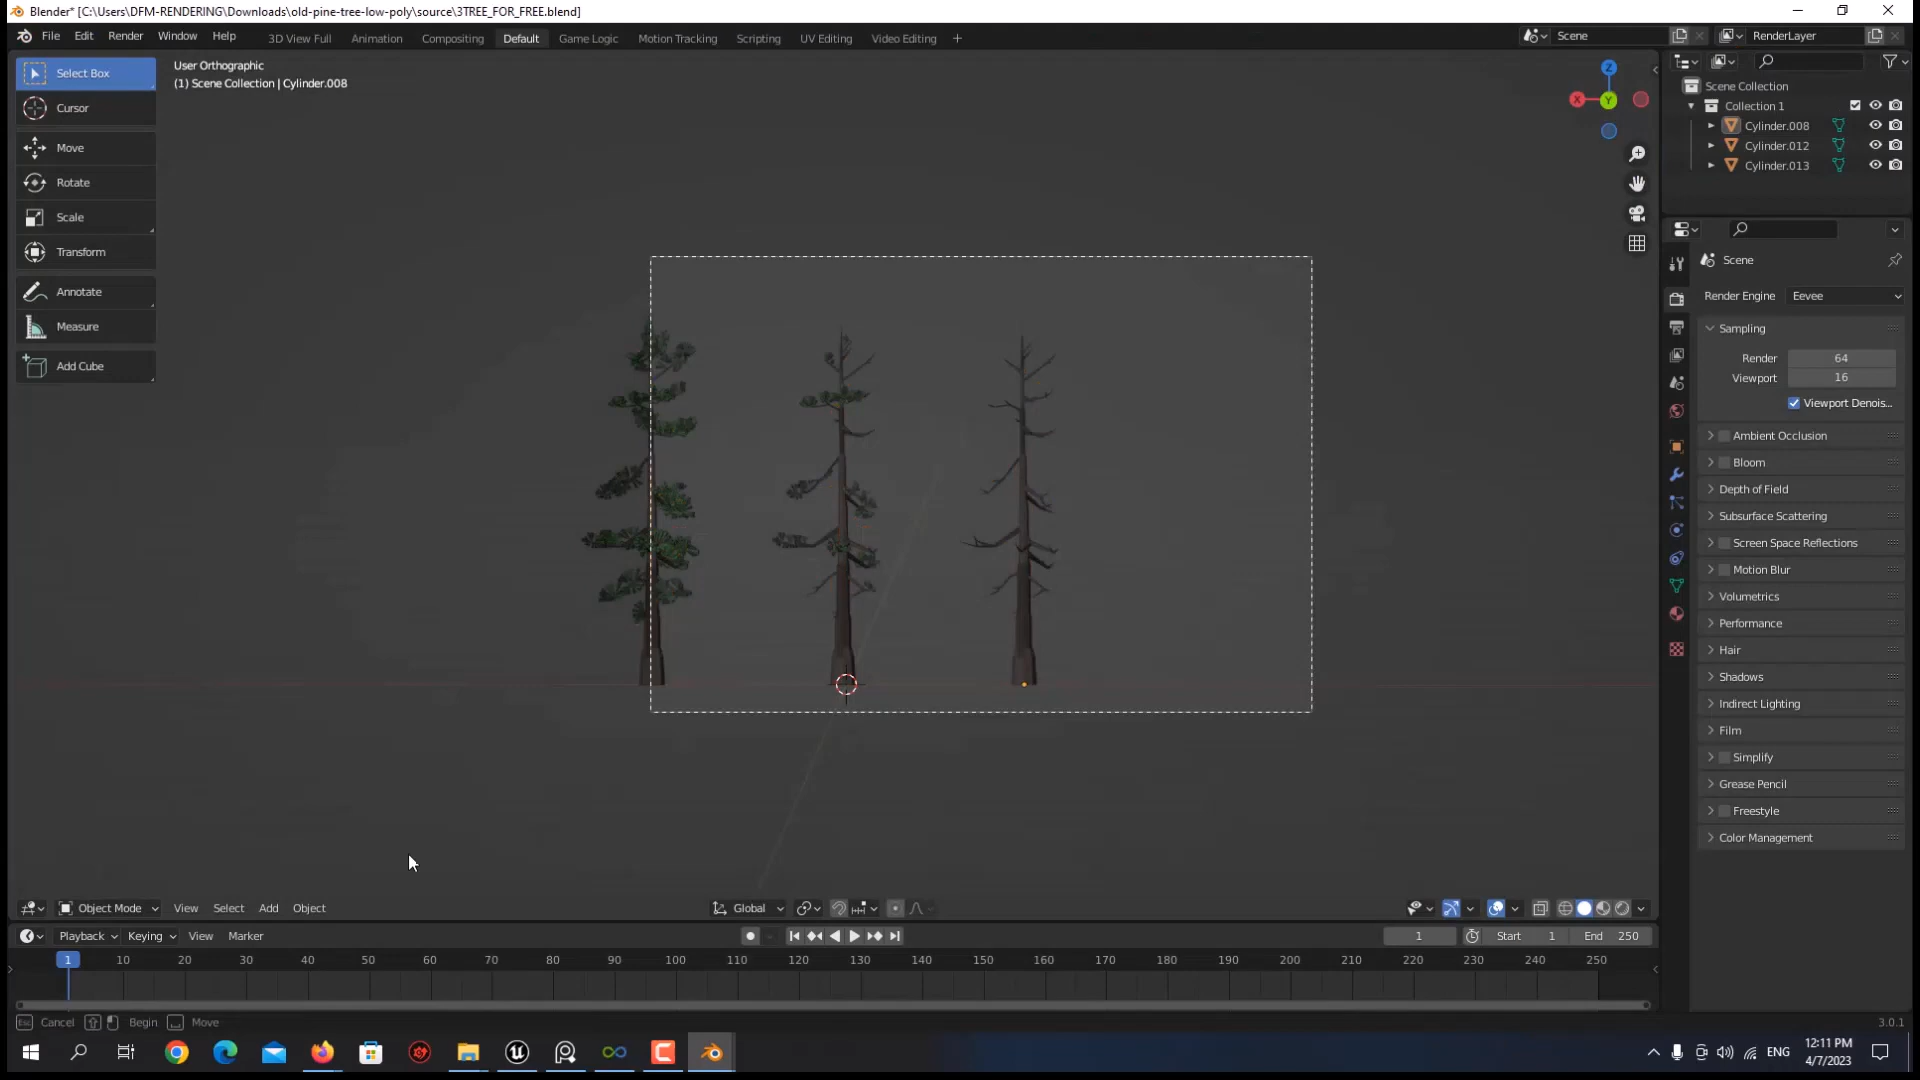 Blender* [C:\Users\DFM-RENDERING\Downloads\old-pine-tree-low-poly\source\3TREE_FOR_FREE.blend]
File Edit Render Window Help 3D View Full Animation Compositing Default Game Logic Motion Tracking Scripting UV Editing Video Editing + Scene RenderLayer
Select Box
Cursor
Move
Rotate
Scale
Transform
Annotate
Measure
Add Cube
User Orthographic
(1) Scene Collection | Cylinder.008
Z
X
Y
Scene Collection
Collection 1
Cylinder.008
Cylinder.012
Cylinder.013
Scene
Render Engine Eevee
Sampling
Render 64
Viewport 16
Viewport Denois...
Ambient Occlusion
Bloom
Depth of Field
Subsurface Scattering
Screen Space Reflections
Motion Blur
Volumetrics
Performance
Hair
Shadows
Indirect Lighting
Film
Simplify
Grease Pencil
Freestyle
Color Management
Object Mode View Select Add Object Global
Playback Keying View Marker 1 Start 1 End 250
1 10 20 30 40 50 60 70 80 90 100 110 120 130 140 150 160 170 180 190 200 210 220 230 240 250
Esc Cancel Begin Move 3.0.1
ENG 12:11 PM
4/7/2023